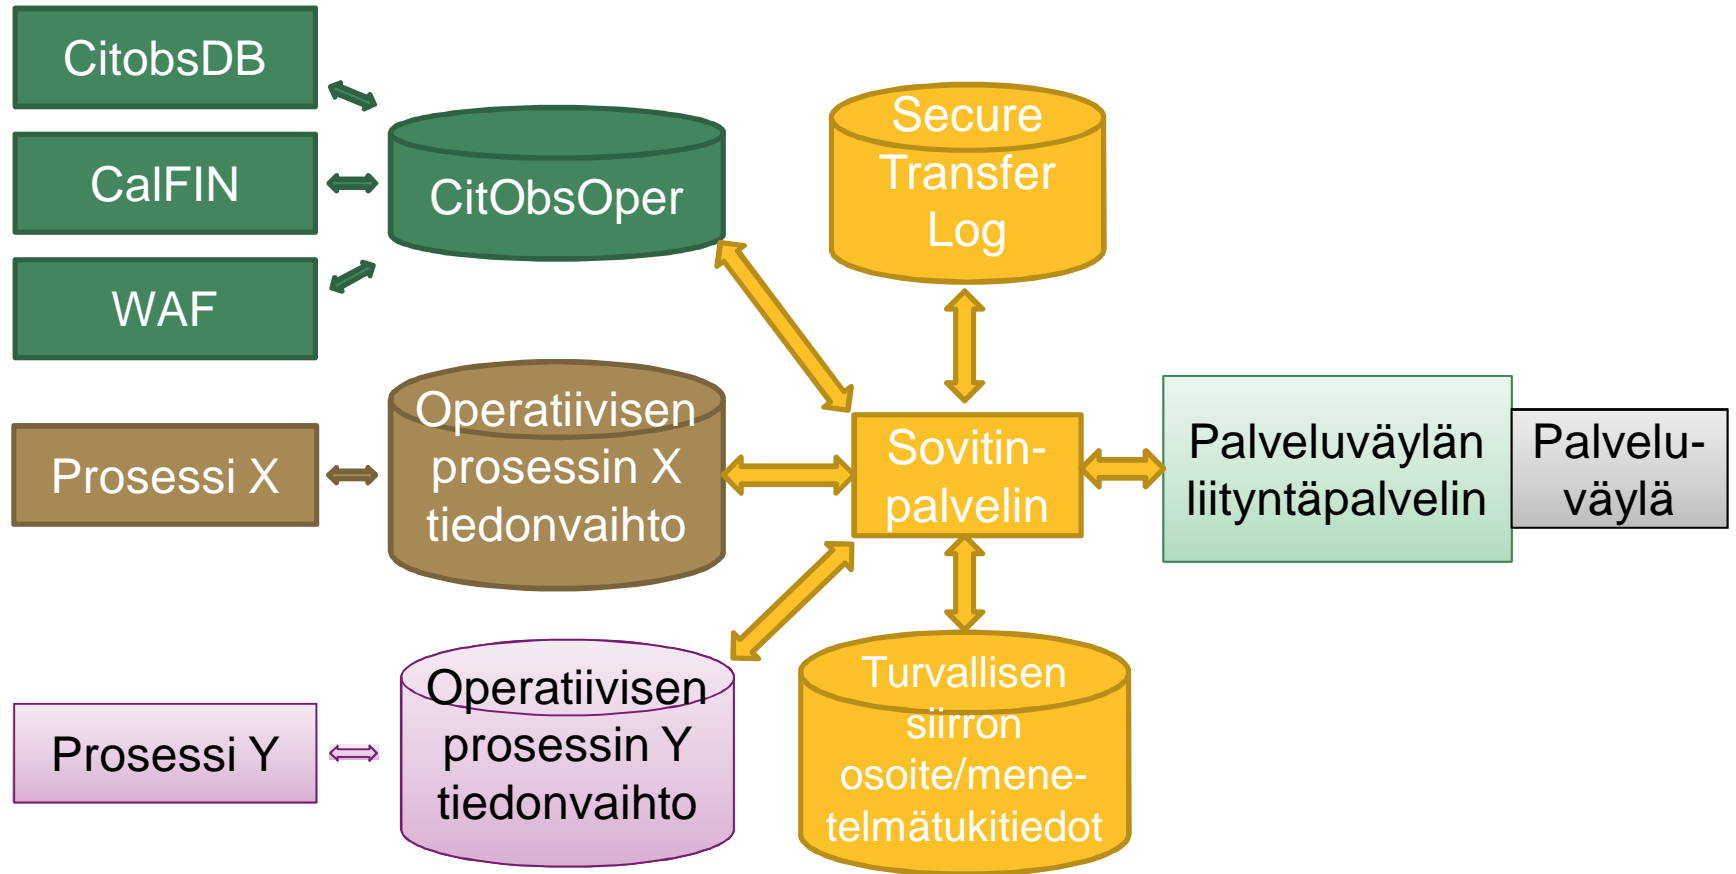 CitobsDB
CalFIN
WAF
CitObsOper
Secure
Transfer
Log
Prosessi X
Operatiivisen
prosessin X
tiedonvaihto
Sovitin-
palvelin
Palveluväylän
liityntäpalvelin
Palvelu-
väylä
Prosessi Y
Operatiivisen
prosessin Y
tiedonvaihto
Turvallisen
siirron
osoite/mene-
telmätukitiedot